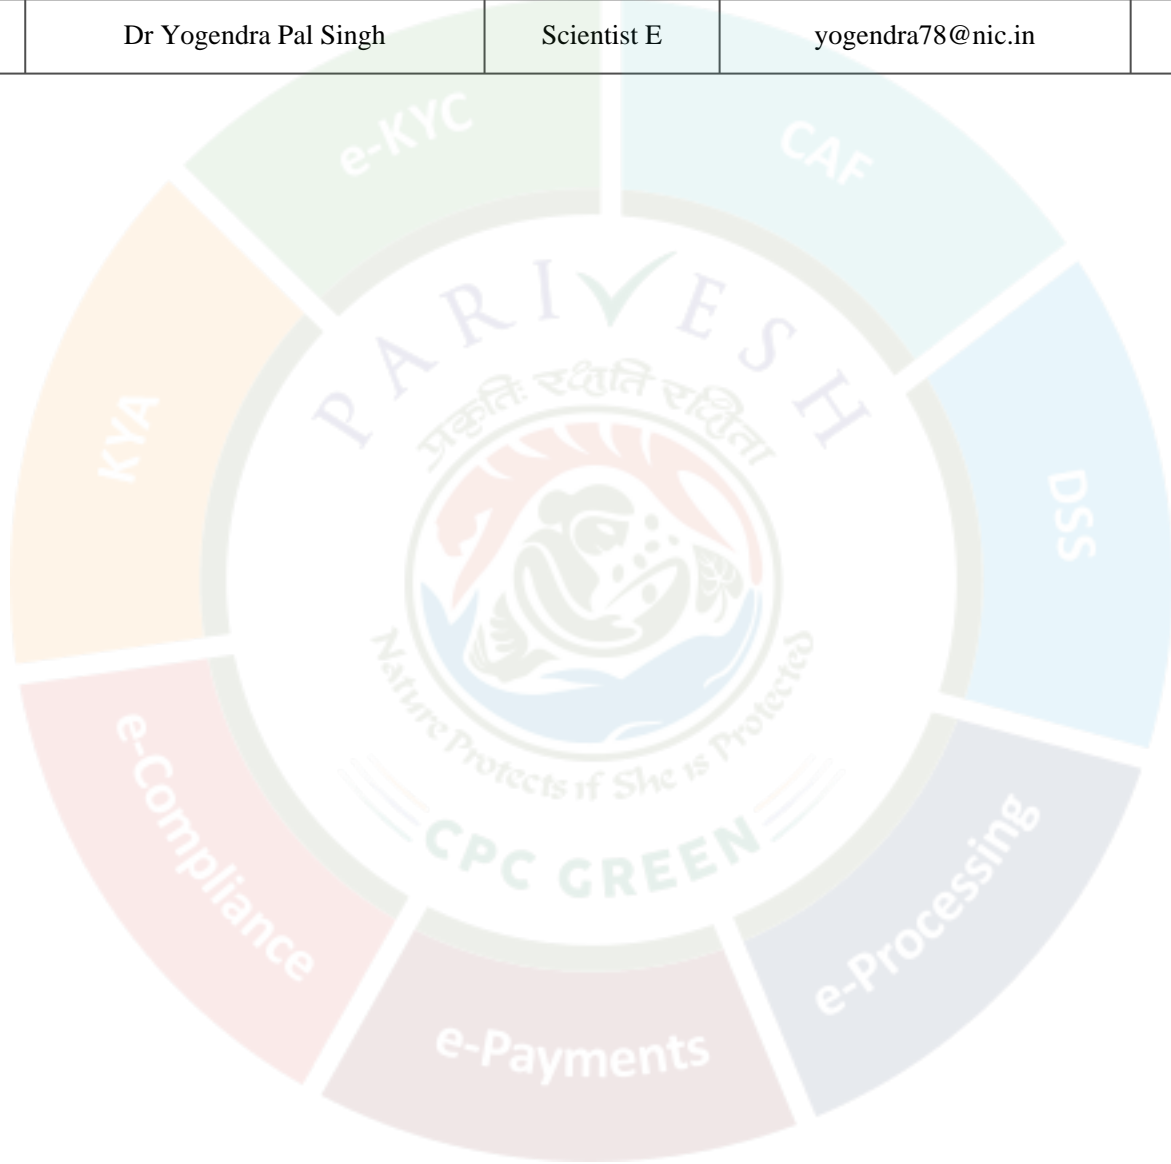 Dr Yogendra Pal Singh Scientist E yogendra78@nic.in
e-KYC
CAF
KYA
DSS
PARIVESH
प्रकृतिः रक्षति रक्षिता
Nature Protects if She is Protected
CPC GREEN
e-Compliance
e-Processing
e-Payments